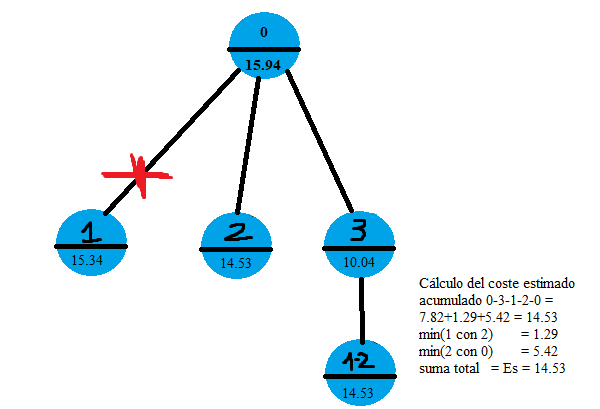 0
15.94
1
15.34
2
14.53
3
10.04
1-2
14.53
Cálculo del coste estimado
acumulado 0-3-1-2-0 =
7.82+1.29+5.42 = 14.53
min(1 con 2) = 1.29
min(2 con 0) = 5.42
suma total = Es = 14.53